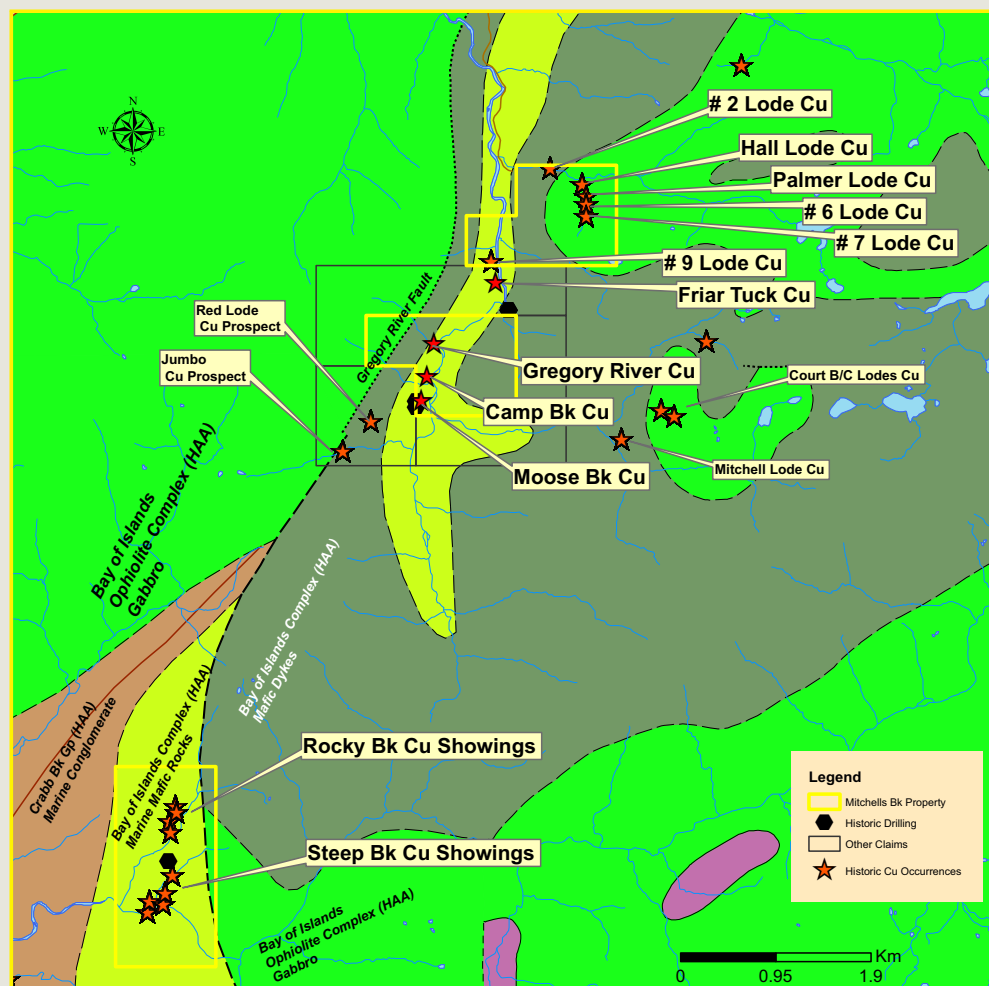 N
W E
S
# 2 Lode Cu
Hall Lode Cu
Palmer Lode Cu
# 6 Lode Cu
# 7 Lode Cu
# 9 Lode Cu
Friar Tuck Cu
Gregory River Fault
Red Lode
Cu Prospect
Jumbo
Cu Prospect
Gregory River Cu
Court B/C Lodes Cu
Camp Bk Cu
Mitchell Lode Cu
Moose Bk Cu
Bay of Islands
Ophiolite Complex (HAA)
Gabbro
Bay of Islands Complex (HAA)
Mafic Dykes
Crabb Bk Gp (HAA)
Marine Conglomerate
Bay of Islands Complex (HAA)
Marine Mafic Rocks
Rocky Bk Cu Showings
Steep Bk Cu Showings
Bay of Islands
Ophiolite Complex (HAA)
Gabbro
Legend
Mitchells Bk Property
Historic Drilling
Other Claims
Historic Cu Occurrences
Km
0 0.95 1.9